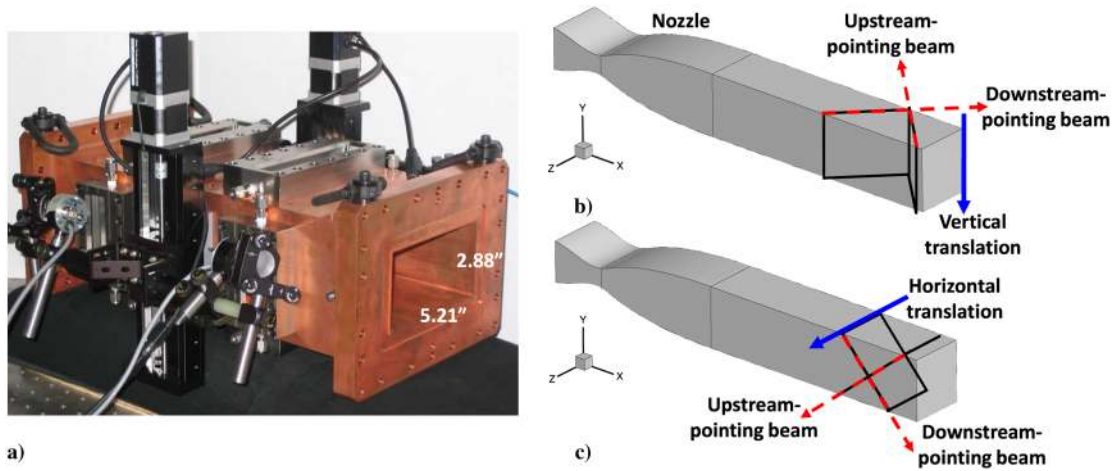 2.88”
5.21”
a)
Nozzle
Upstream-
pointing beam
Downstream-
pointing beam
Y
Z
X
b)
Vertical
translation
Horizontal
translation
Y
Z
X
Upstream-
pointing beam
Downstream-
pointing beam
c)